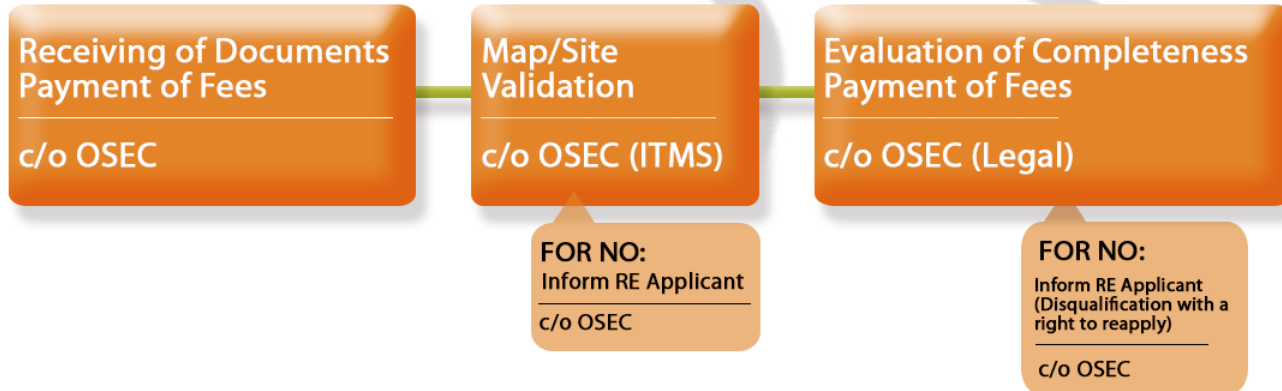 Receiving of Documents
Payment of Fees
c/o OSEC
Map/Site
Validation
c/o OSEC (ITMS)
FOR NO:
Inform RE Applicant
c/o OSEC
Evaluation of Completeness
Payment of Fees
c/o OSEC (Legal)
FOR NO:
Inform RE Applicant
(Disqualification with a
right to reapply)
c/o OSEC